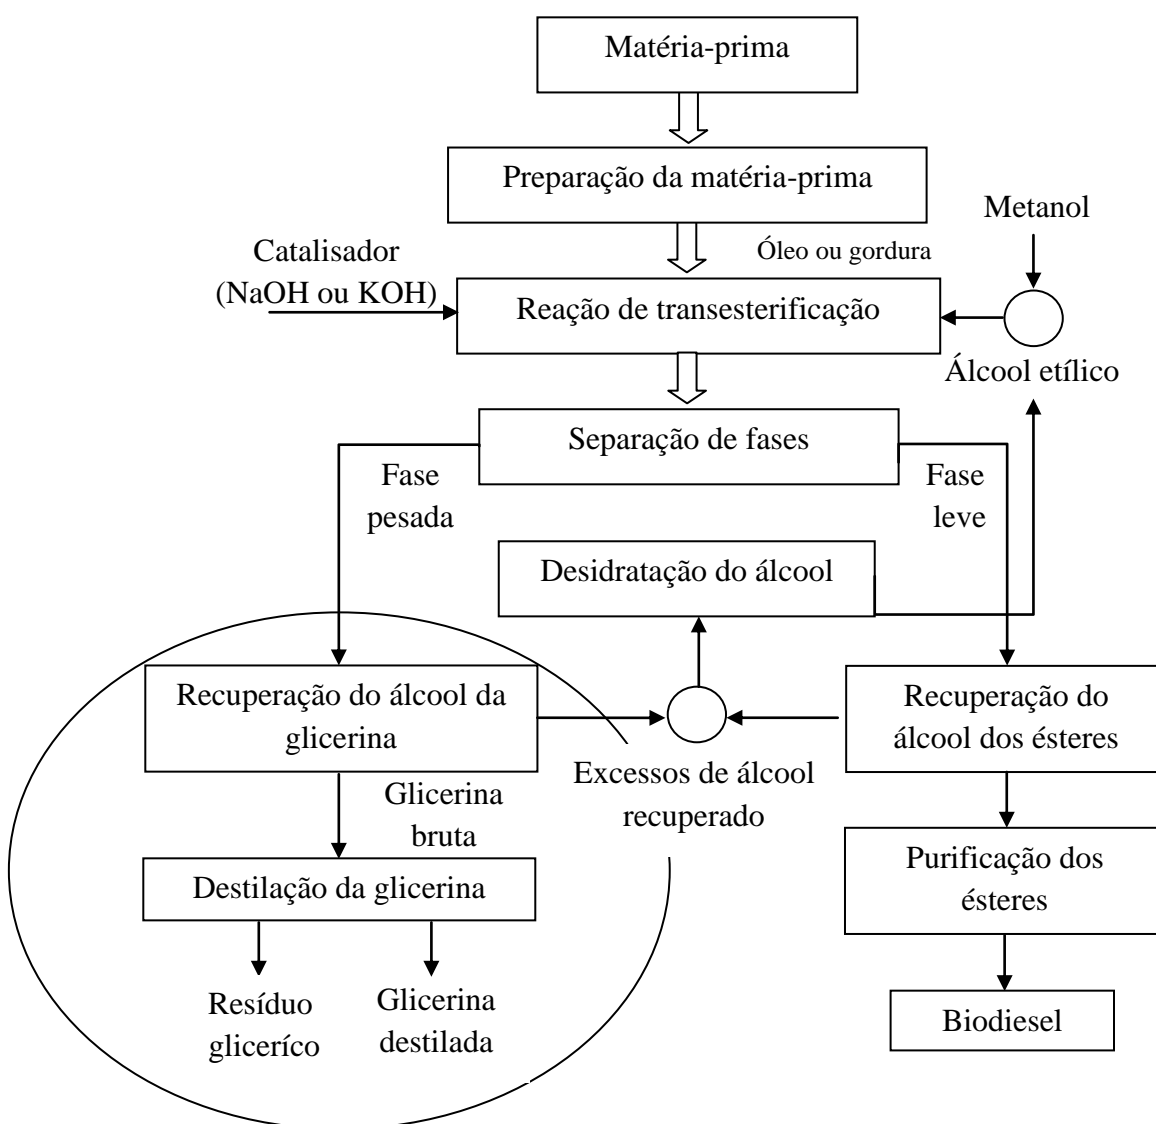 Matéria-prima
Preparação da matéria-prima
Metanol
Óleo ou gordura
Catalisador
(NaOH ou KOH)
Reação de transesterificação
Álcool etílico
Separação de fases
Fase
pesada
Fase
leve
Desidratação do álcool
Recuperação do álcool da
glicerina
Recuperação do
álcool dos ésteres
Excessos de álcool
recuperado
Glicerina
bruta
Destilação da glicerina
Purificação dos
ésteres
Resíduo
gliceríco
Glicerina
destilada
Biodiesel